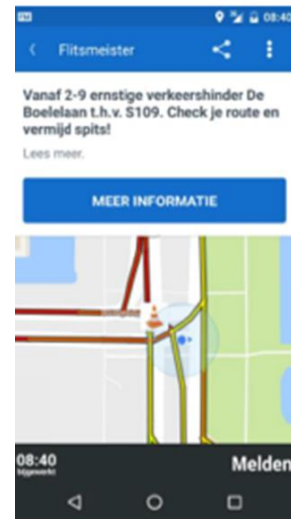 08:40
Flitsmeister
Vanaf 2-9 ernstige verkeershinder De
Boelelaan t.h.v. S109. Check je route en
vermijd spits!
Lees meer.
MEER INFORMATIE
08:40
bijgewerkt
Melden